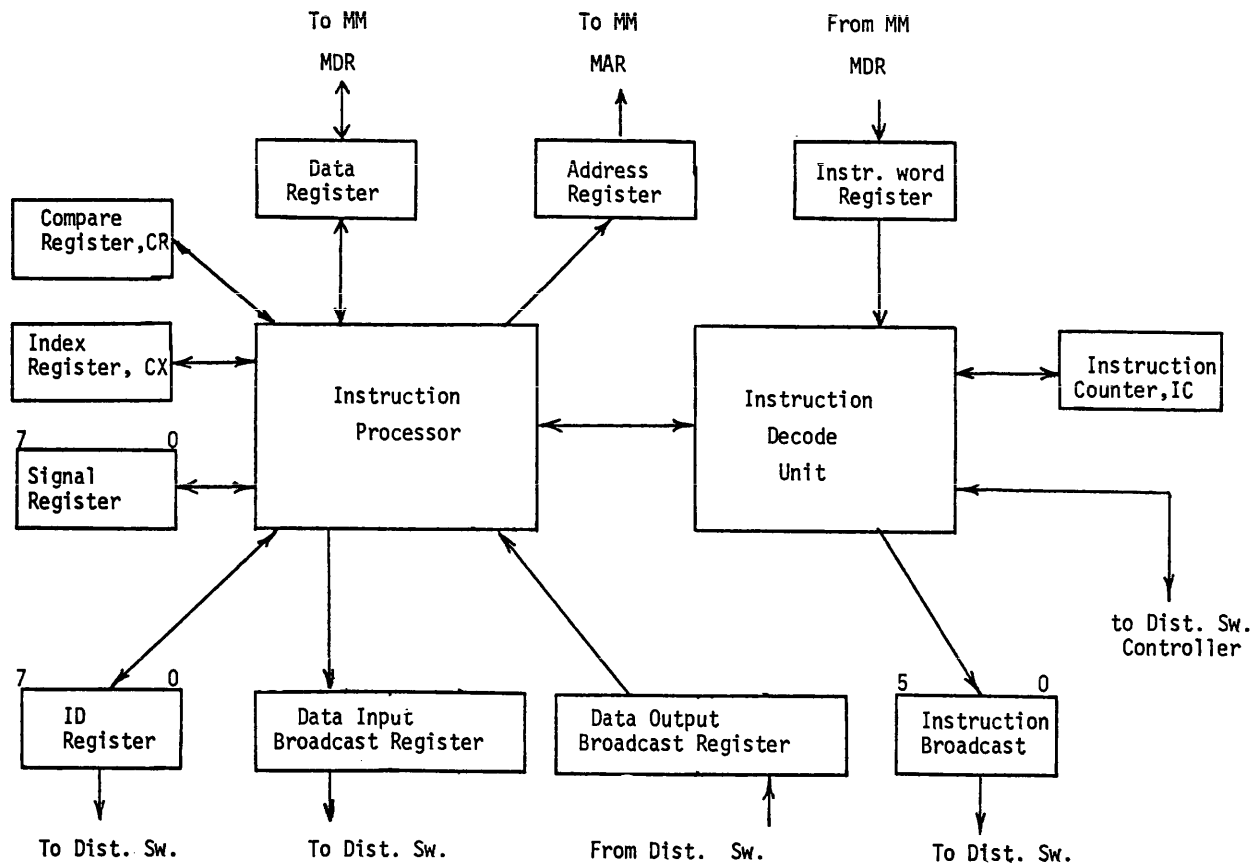 To MM
MDR
To MM
MAR
From MM
MDR
Data
Register
Address
Register
Instr. word
Register
Compare
Register,CR
Index
Register, CX
7 0
Signal
Register
Instruction
Processor
Instruction
Decode
Unit
Instruction
Counter,IC
to Dist. Sw.
Controller
7 0
ID
Register
Data Input
Broadcast Register
Data Output
Broadcast Register
5 0
Instruction
Broadcast
To Dist. Sw.
To Dist. Sw.
From Dist. Sw.
To Dist. Sw.